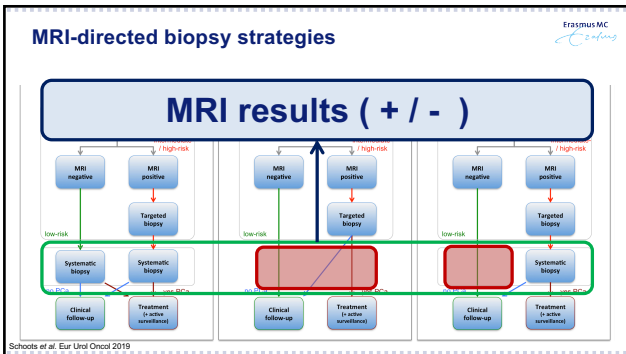 MRI-directed biopsy strategies
Erasmus MC
MRI results ( + / - )
/ high-risk
/ high-risk
/ high-risk
MRI negative
MRI positive
MRI negative
MRI positive
MRI negative
MRI positive
Targeted biopsy
Targeted biopsy
Targeted biopsy
low-risk
low-risk
low-risk
Systematic biopsy
Systematic biopsy
Systematic biopsy
Clinical follow-up
Treatment (+ active surveillance)
Clinical follow-up
Treatment (+ active surveillance)
Clinical follow-up
Treatment (+ active surveillance)
Schoots et al. Eur Urol Oncol 2019